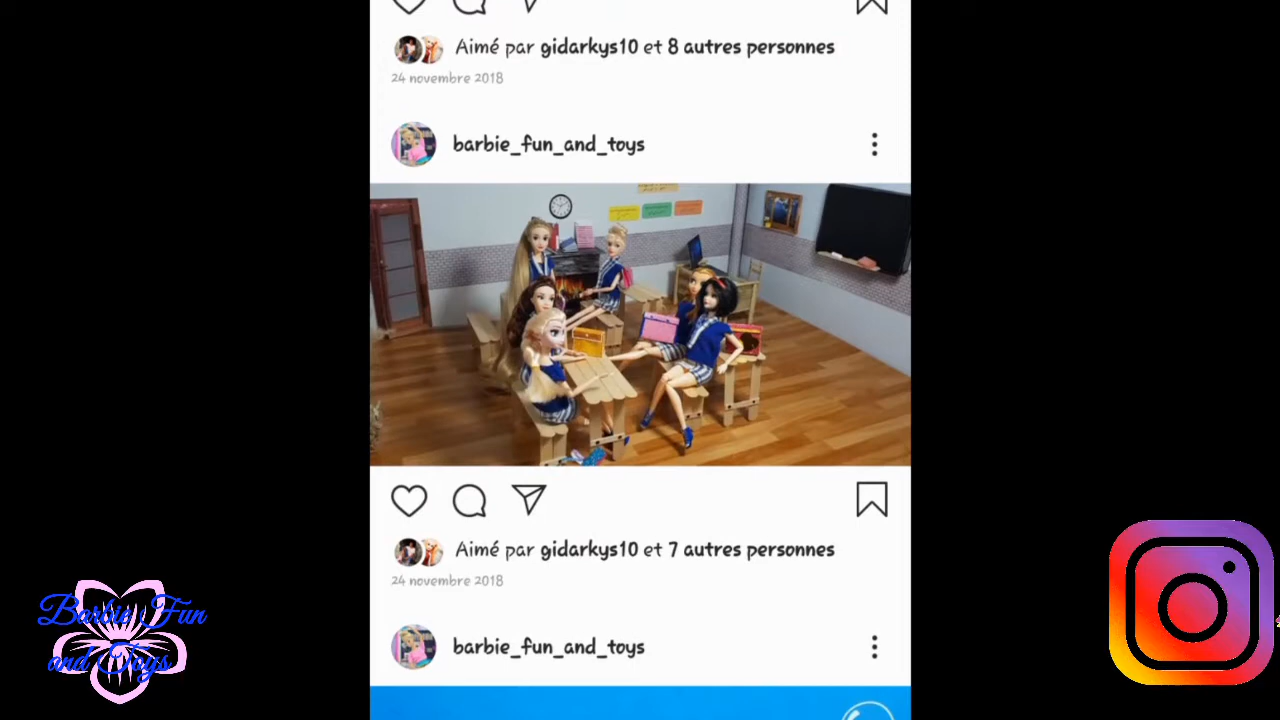 Aimé par gidarkys10 et 8 autres personnes
24 novembre 2018
barbie_fun_and_toys
Aimé par gidarkys10 et 7 autres personnes
24 novembre 2018
barbie_fun_and_toys
Barbie Fun
and Toys